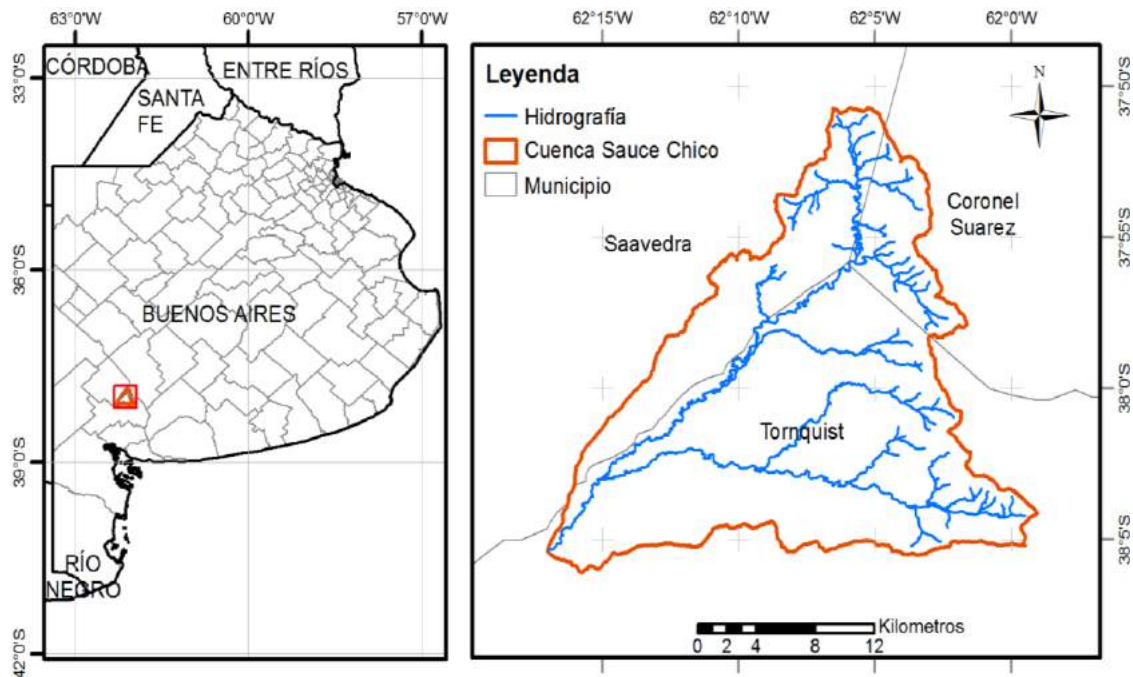 63°0'W 60°0'W 57°0'W
33°0'S
36°0'S
39°0'S
42°0'S
CÓRDOBA
ENTRE RÍOS
SANTA
FE
BUENOS AIRES
RÍO
NEGRO
62°15'W 62°10'W 62°5'W 62°0'W
37°50'S
37°55'S
38°0'S
38°5'S
Leyenda
Hidrografía
Cuenca Sauce Chico
Municipio
N
Coronel
Suarez
Saavedra
Tornquist
Kilometros
0 2 4 8 12